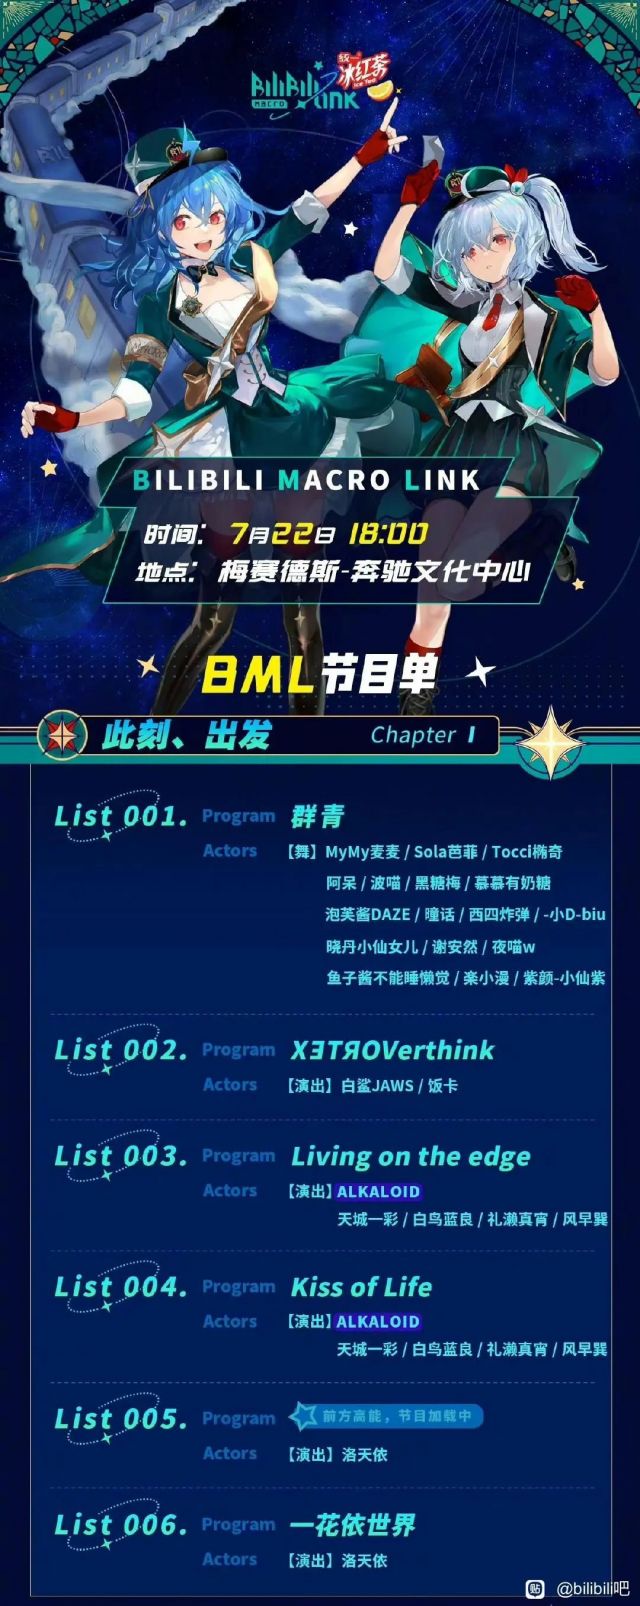 BiliBili
MACRO Link
统一
冰红茶
Ice Tea
BILIBILI MACRO LINK
时间：7月22日 18:00
地点：梅赛德斯-奔驰文化中心
BML节目单
此刻、出发 Chapter I
List 001. Program 群青
Actors 【舞】MyMy麦麦 / Sola芭菲 / Tocci椭奇
阿呆 / 波喵 / 黑糖梅 / 慕慕有奶糖
泡芙酱DAZE / 曈话 / 西四炸弹 / -小D-biu
晓丹小仙女儿 / 谢安然 / 夜喵w
鱼子酱不能睡懒觉 / 楽小漫 / 紫颜-小仙紫
List 002. Program XƎTЯOVerthink
Actors 【演出】白鲨JAWS / 饭卡
List 003. Program Living on the edge
Actors 【演出】ALKALOID
天城一彩 / 白鸟蓝良 / 礼濑真宵 / 风早巽
List 004. Program Kiss of Life
Actors 【演出】ALKALOID
天城一彩 / 白鸟蓝良 / 礼濑真宵 / 风早巽
List 005. Program 前方高能，节目加载中
Actors 【演出】洛天依
List 006. Program 一花依世界
Actors 【演出】洛天依
贴 @bilibili吧